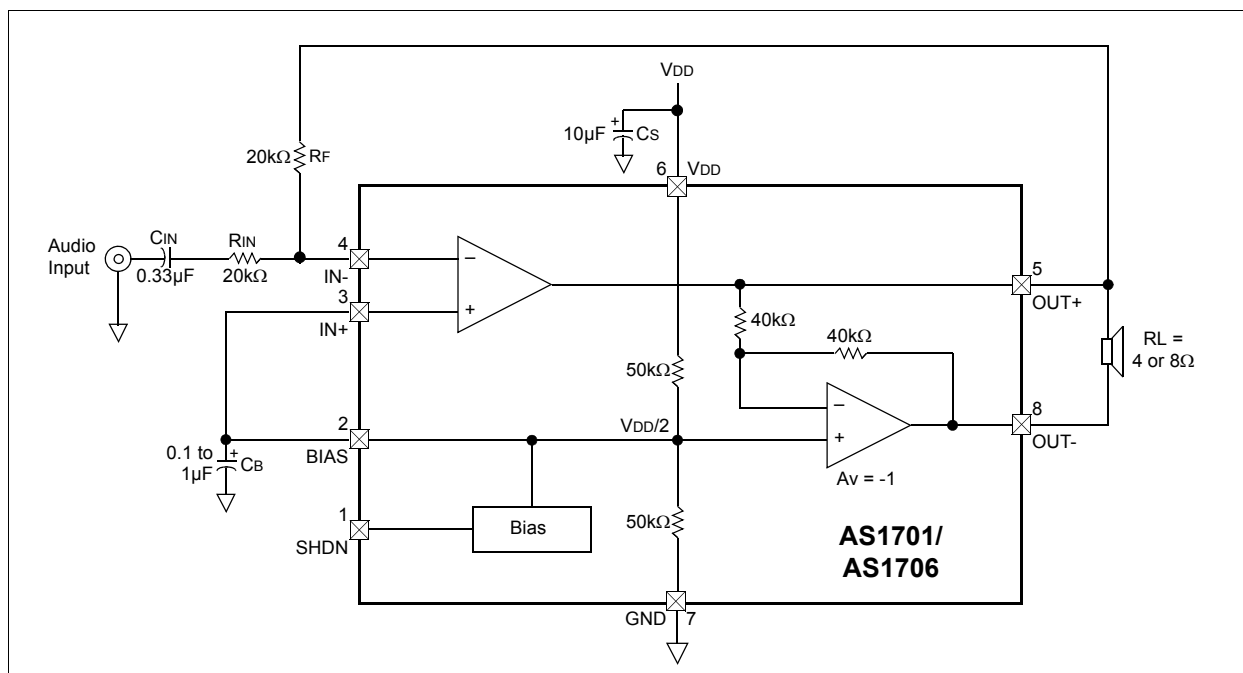 VDD
10µF
+
CS
20kΩ
RF
6
VDD
Audio
Input
CIN
0.33µF
RIN
20kΩ
4
IN-
3
IN+
–
+
5
OUT+
40kΩ
40kΩ
RL =
4 or 8Ω
50kΩ
–
+
8
OUT-
VDD/2
2
BIAS
0.1 to
1µF
+
CB
Av = -1
1
SHDN
Bias
50kΩ
AS1701/
AS1706
GND
7